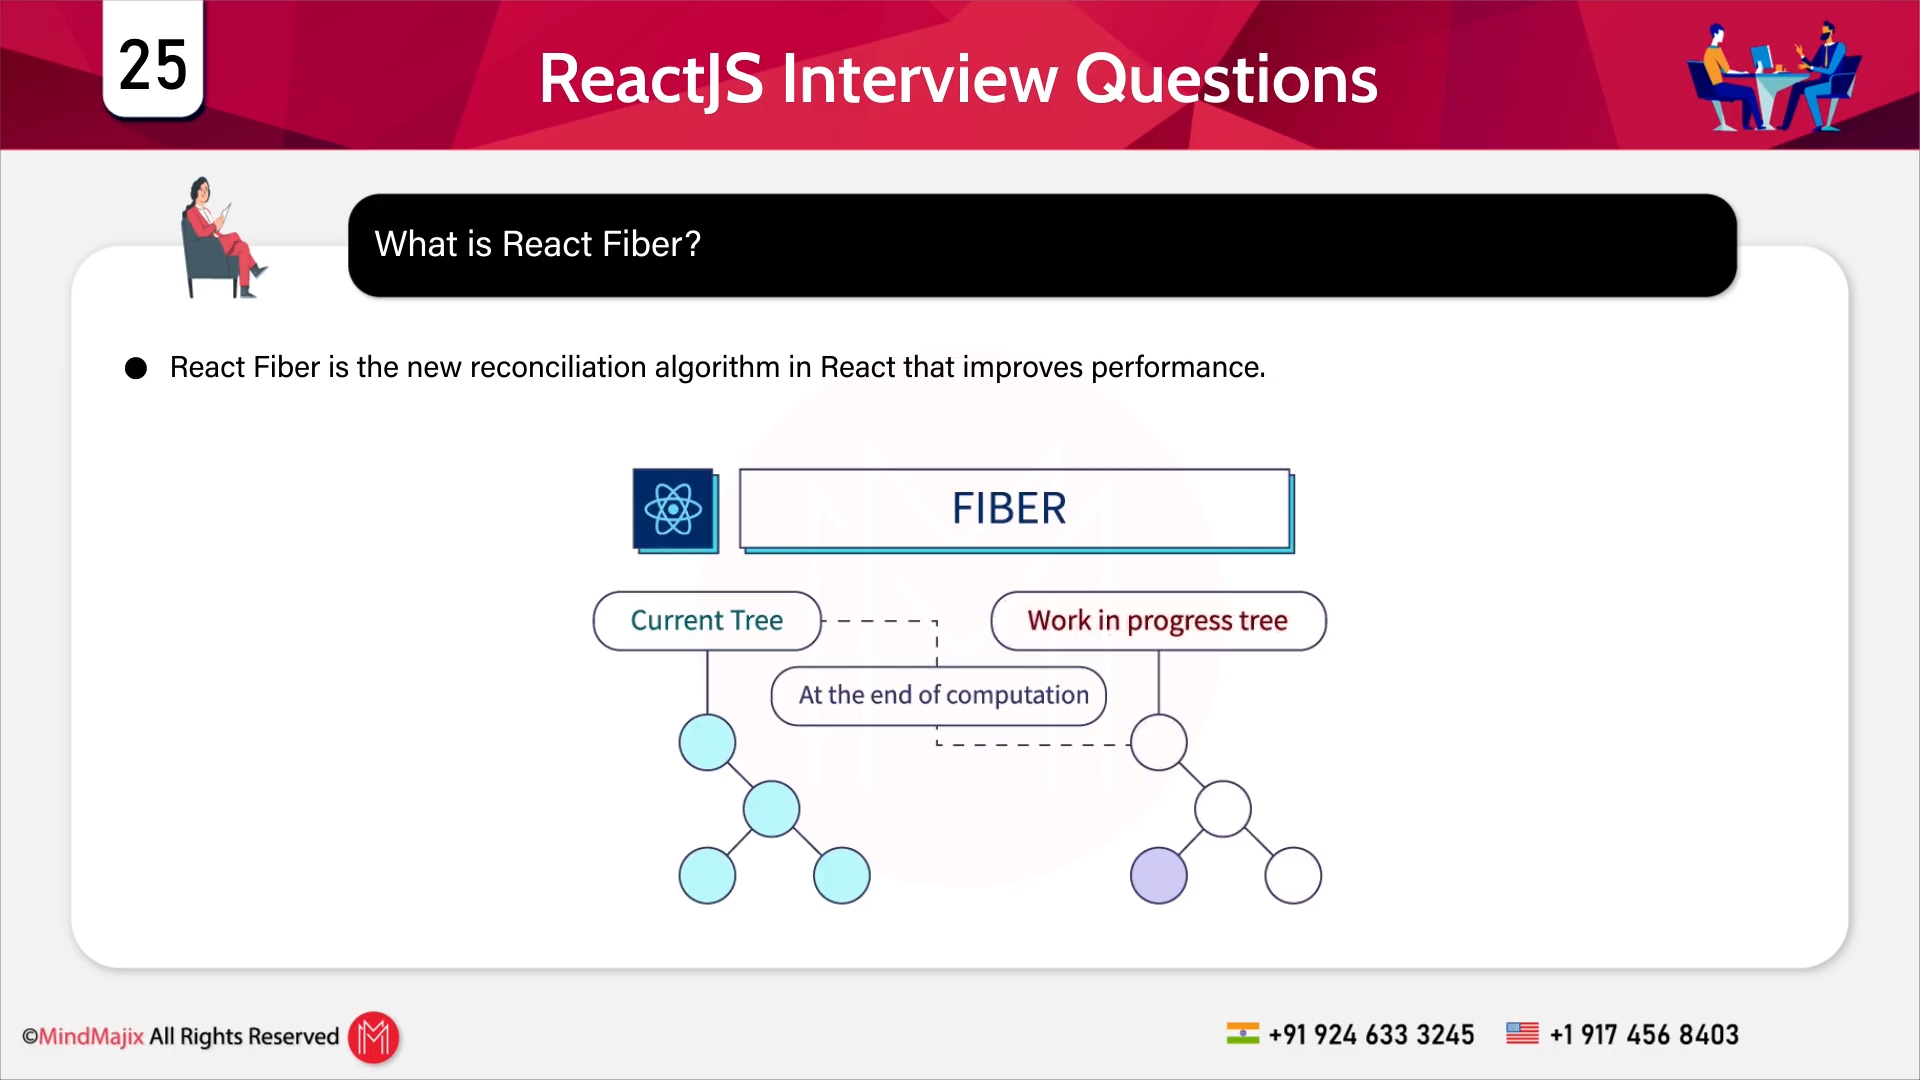 25
ReactJS Interview Questions
What is React Fiber?
● React Fiber is the new reconciliation algorithm in React that improves performance.
FIBER
Current Tree
Work in progress tree
At the end of computation
©MindMajix All Rights Reserved
+91 924 633 3245
+1 917 456 8403